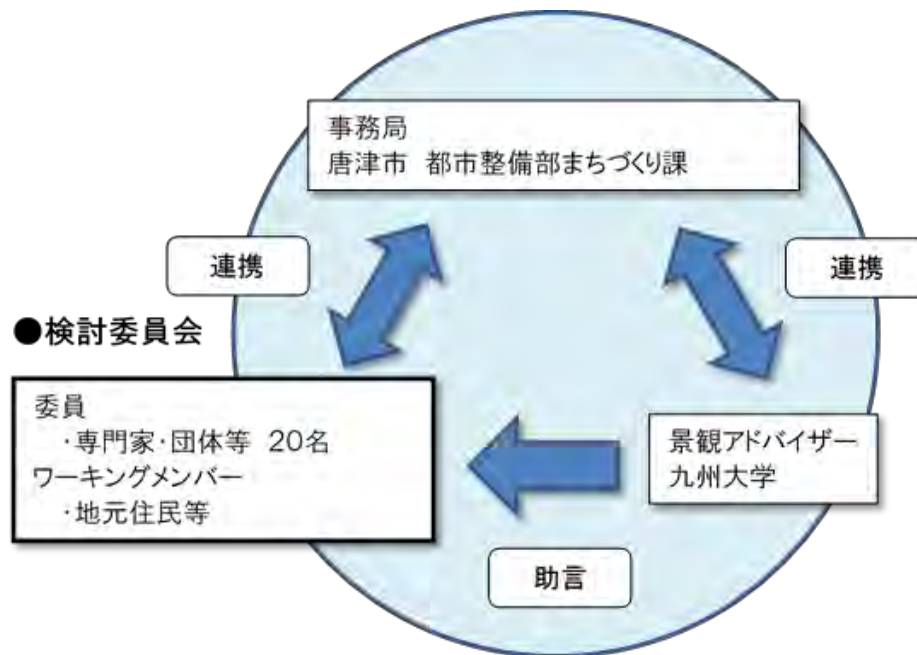 事務局
唐津市 都市整備部まちづくり課
連携
連携
●検討委員会
委員
・専門家・団体等 20名
ワーキングメンバー
・地元住民等
景観アドバイザー
九州大学
助言